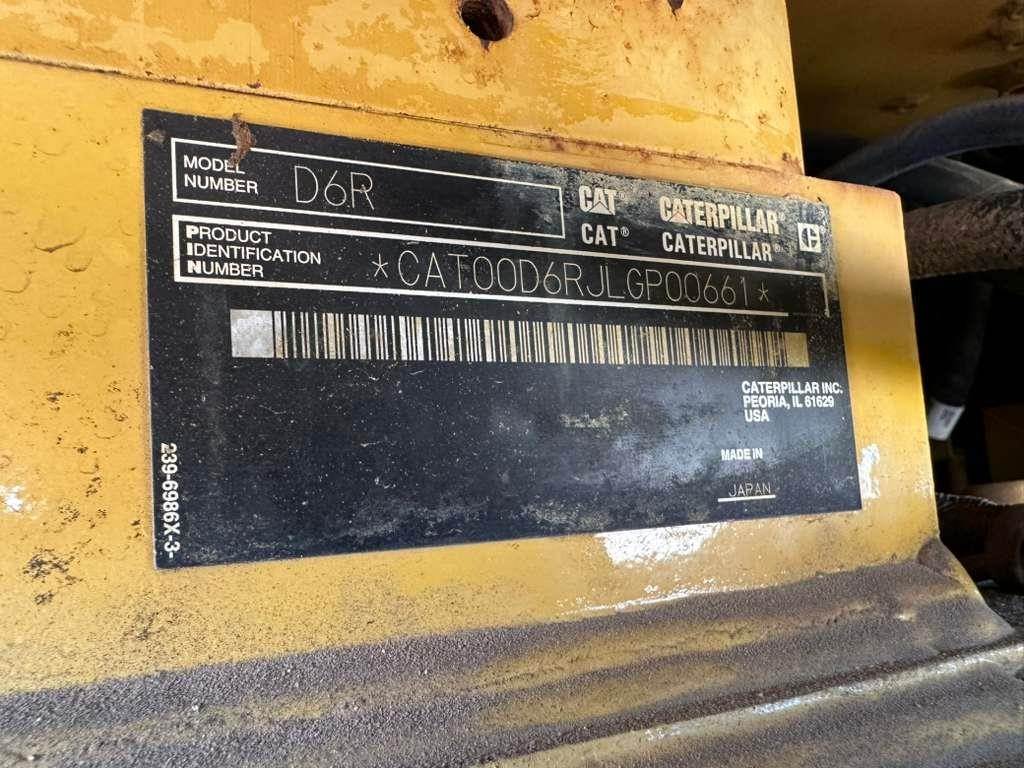 MODEL
NUMBER
D6R
CAT® CATERPILLAR®
CAT® CATERPILLAR®
PRODUCT
IDENTIFICATION
NUMBER
*CAT00D6RJLGP00661*
CATERPILLAR INC.
PEORIA, IL 61629
USA
MADE IN
JAPAN
239-6986X-3-